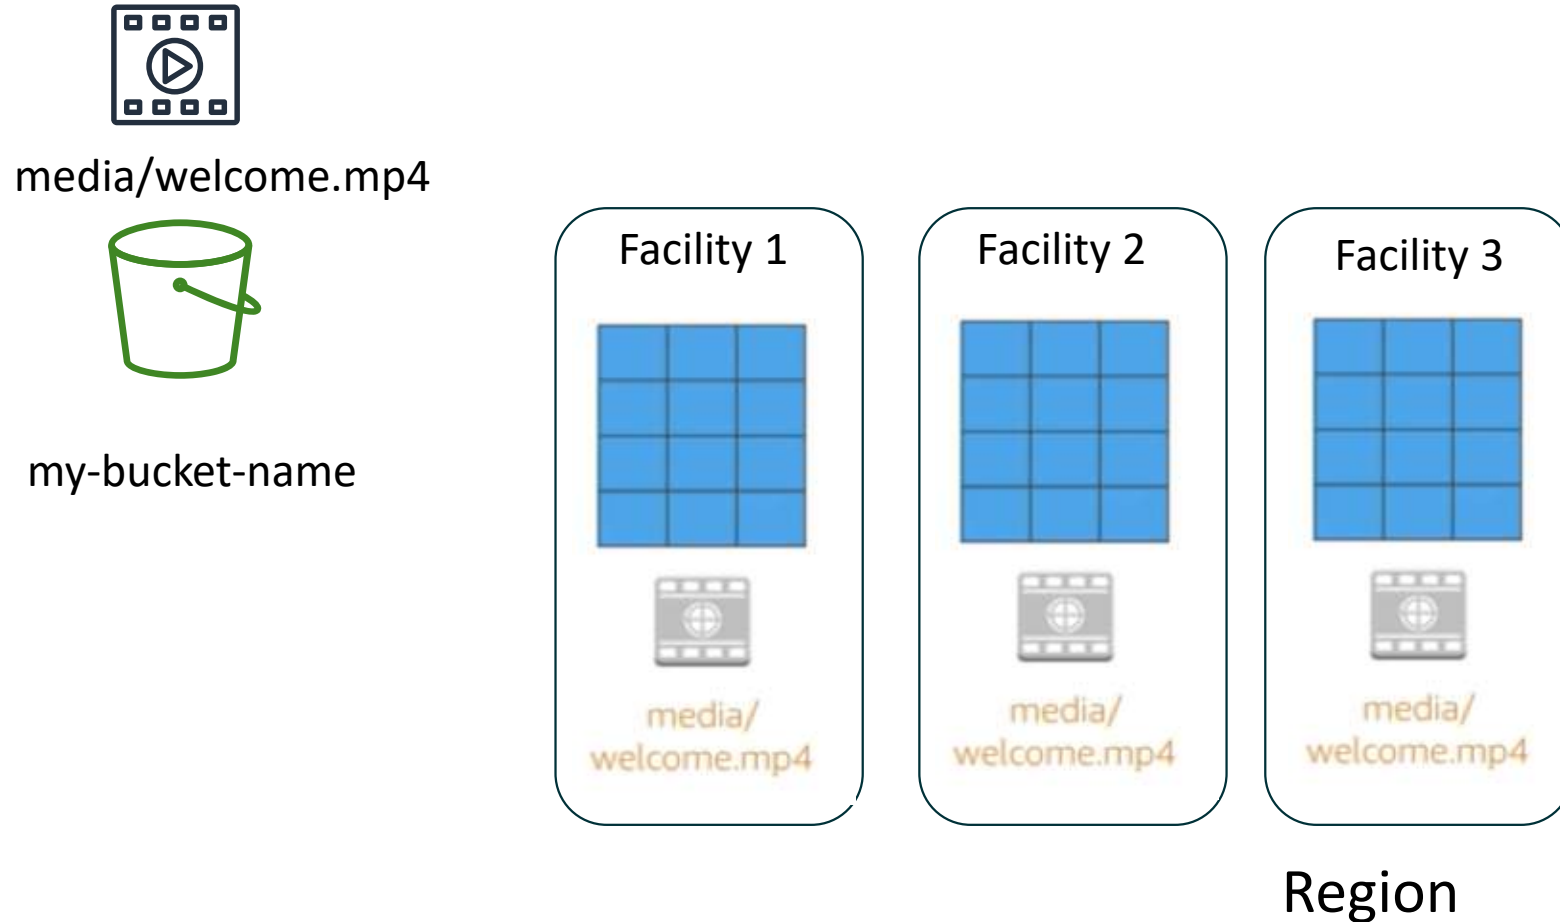 media/welcome.mp4
my-bucket-name
Facility 1
media/
welcome.mp4
Facility 2
media/
welcome.mp4
Facility 3
media/
welcome.mp4
Region